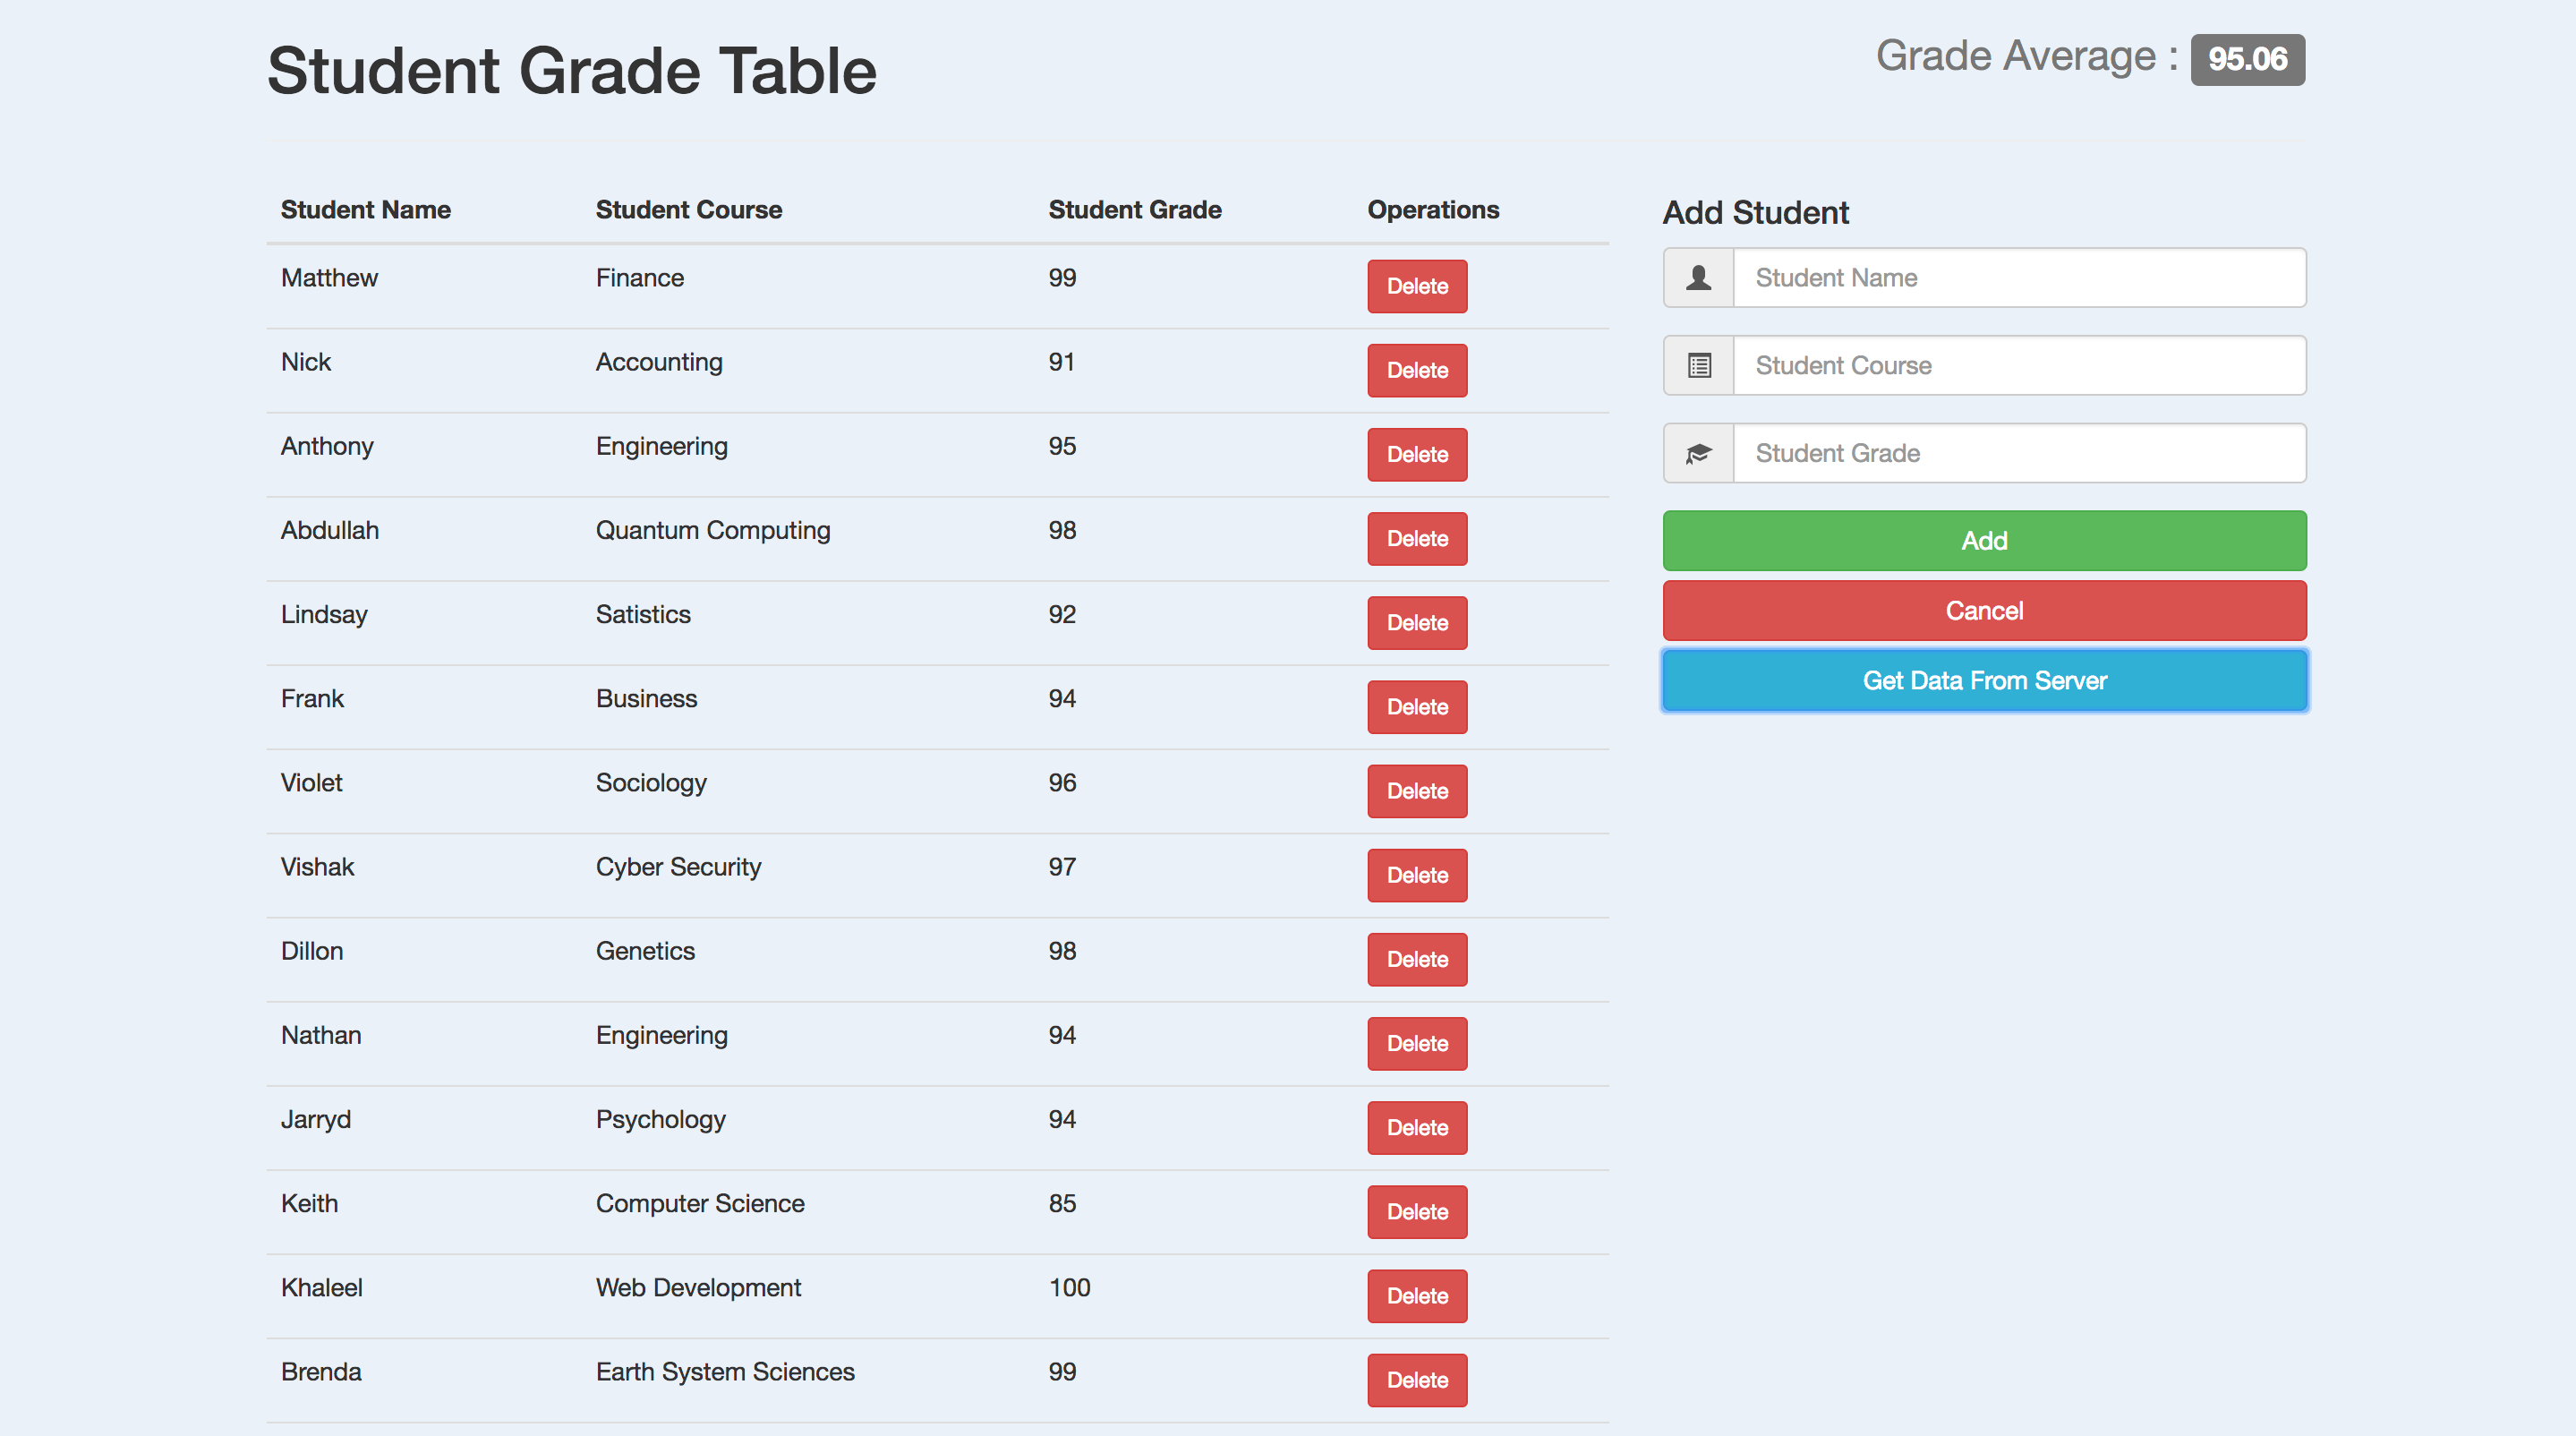 Student Grade Table
Grade Average : 95.06
Student Name Student Course Student Grade Operations
Matthew Finance 99 Delete
Nick Accounting 91 Delete
Anthony Engineering 95 Delete
Abdullah Quantum Computing 98 Delete
Lindsay Satistics 92 Delete
Frank Business 94 Delete
Violet Sociology 96 Delete
Vishak Cyber Security 97 Delete
Dillon Genetics 98 Delete
Nathan Engineering 94 Delete
Jarryd Psychology 94 Delete
Keith Computer Science 85 Delete
Khaleel Web Development 100 Delete
Brenda Earth System Sciences 99 Delete
Add Student
Student Name
Student Course
Student Grade
Add
Cancel
Get Data From Server